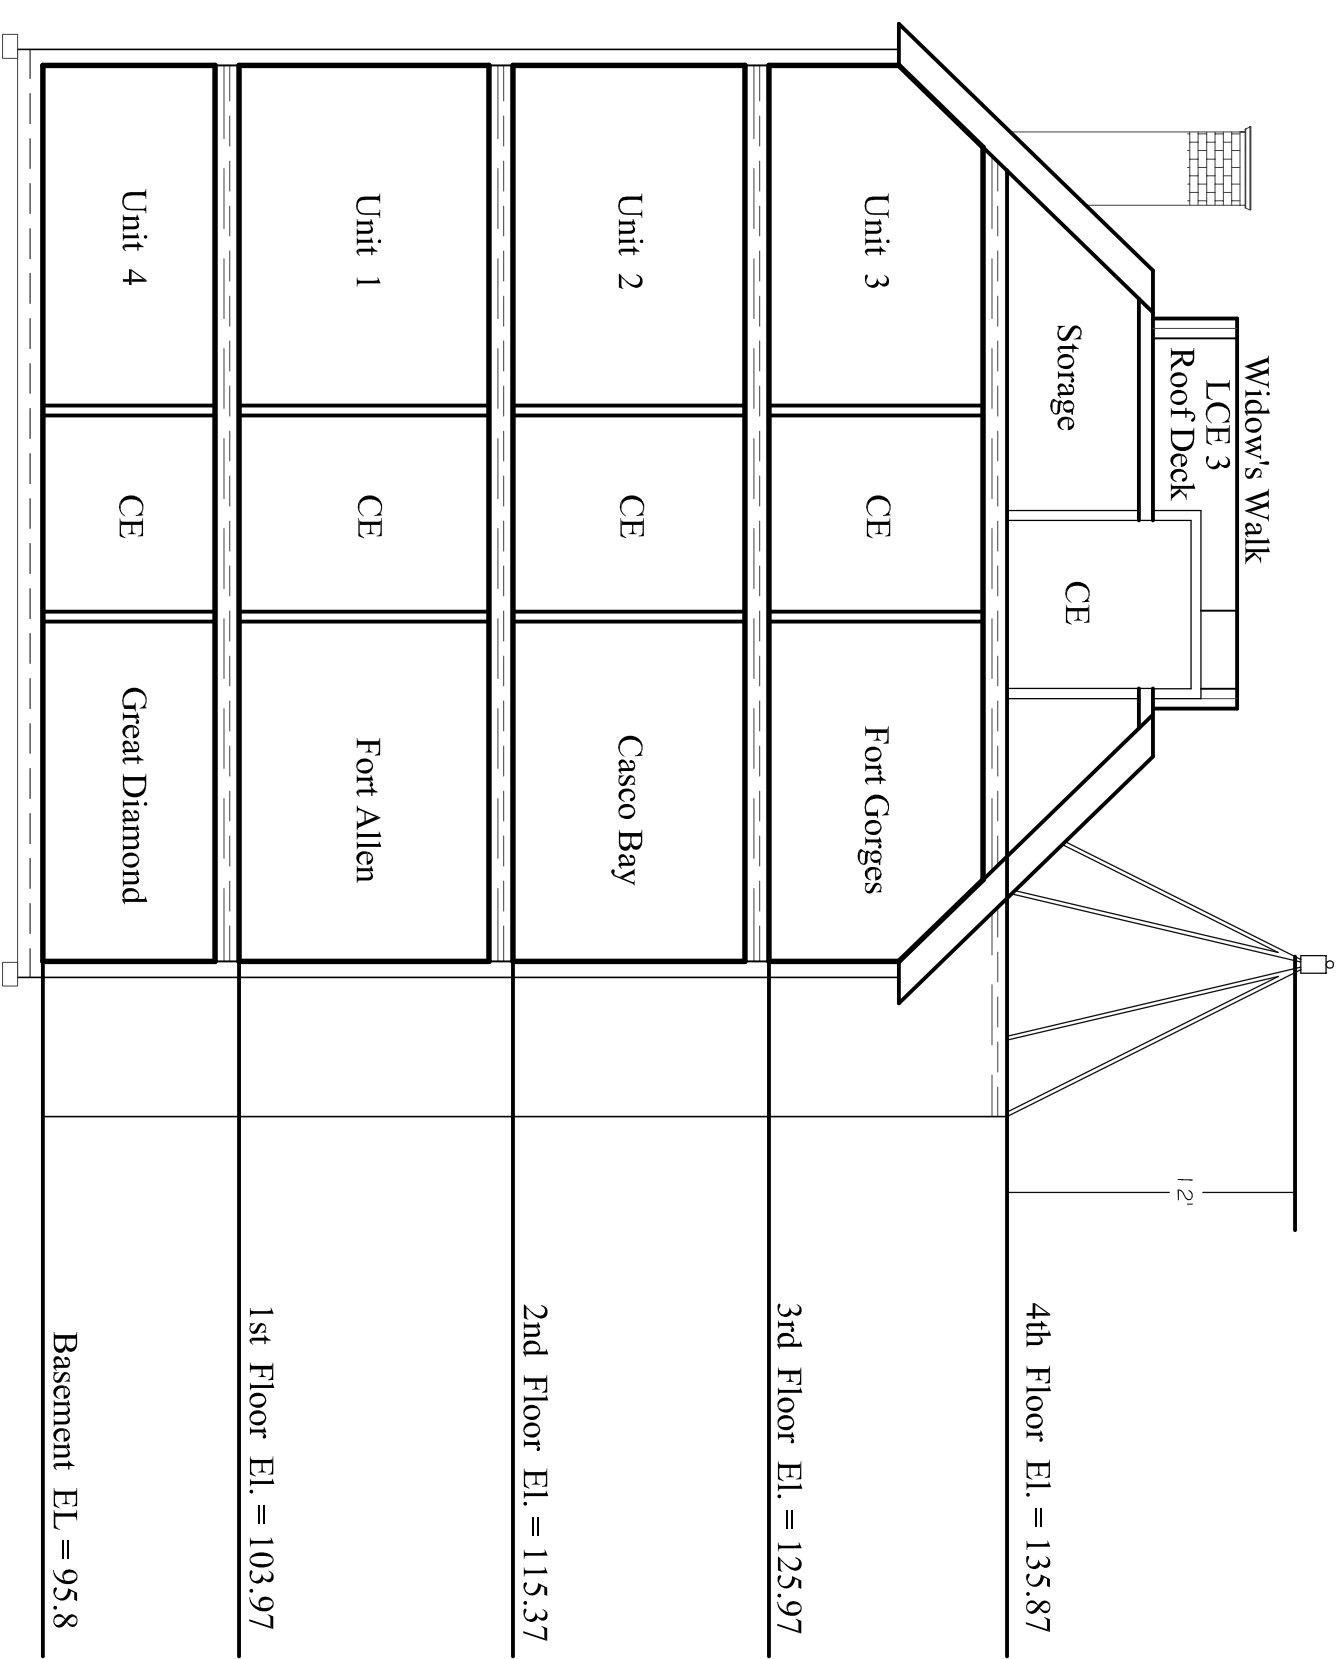 Widow's Walk
LCE 3
Roof Deck
Storage
CE
12'
4th Floor El. = 135.87
Unit 3
CE
Fort Gorges
3rd Floor El. = 125.97
Unit 2
CE
Casco Bay
2nd Floor El. = 115.37
Unit 1
CE
Fort Allen
1st Floor El. = 103.97
Unit 4
CE
Great Diamond
Basement EL = 95.8